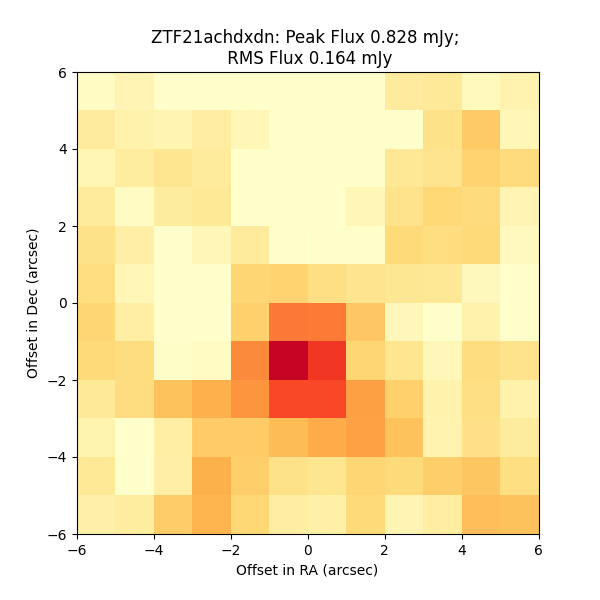 ZTF21achdxdn: Peak Flux 0.828 mJy;
RMS Flux 0.164 mJy
6
4
2
0
−2
−4
−6
Offset in Dec (arcsec)
−6 −4 −2 0 2 4 6
Offset in RA (arcsec)